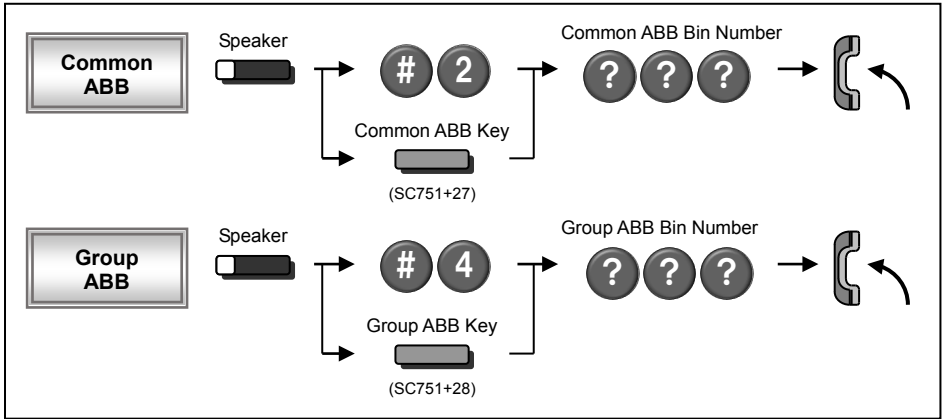 Common
ABB
Speaker
# 2
Common ABB Key
(SC751+27)
Common ABB Bin Number
? ? ?
Group
ABB
Speaker
# 4
Group ABB Key
(SC751+28)
Group ABB Bin Number
? ? ?